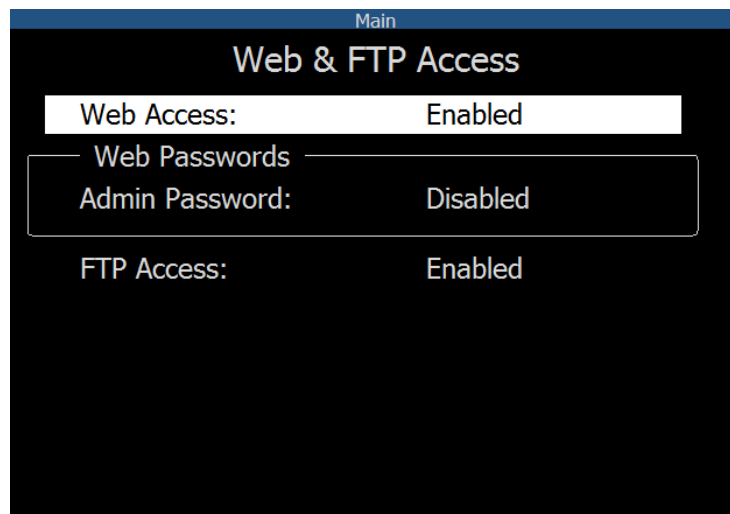 Main
Web & FTP Access
Web Access: Enabled
Web Passwords
Admin Password: Disabled
FTP Access: Enabled